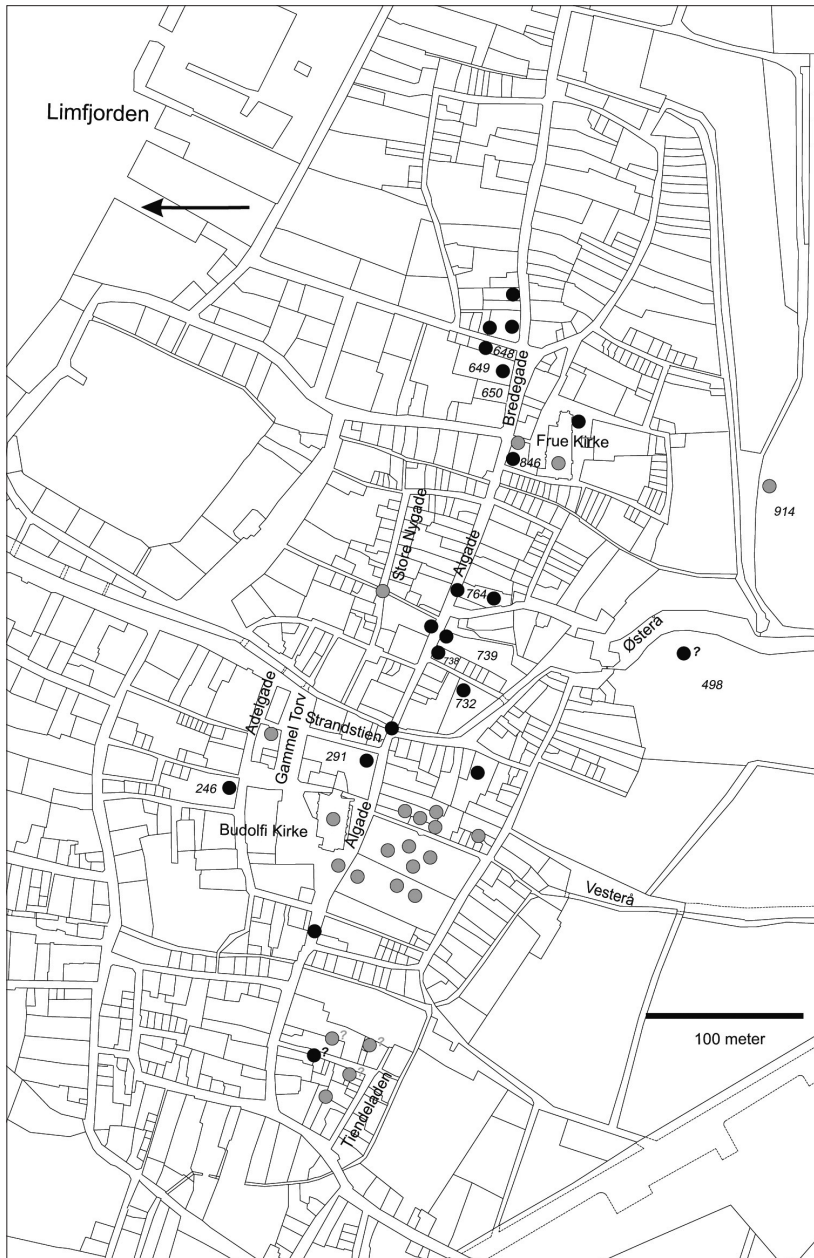 Limfjorden
648
649
650
Bredegade
Frue Kirke
846
914
Store Nygade
Algade
764
Østerå
?
739
738
498
732
Adelgade
Gammel Torv
Strandstien
291
246
Algade
Budolfi Kirke
Vesterå
100 meter
?
?
?
?
Tiendeladen